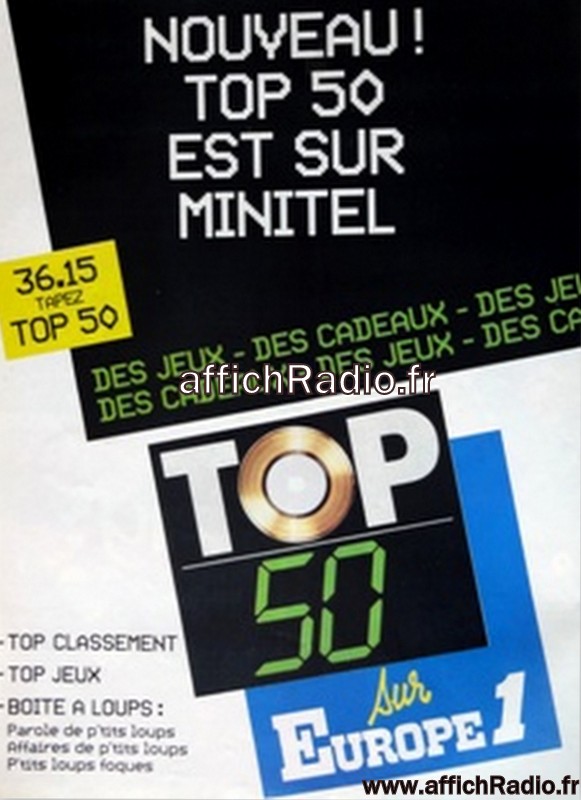 NOUVEAU !
TOP 50
EST SUR
MINITEL
36.15
TAPEZ
TOP 50
DES JEUX - DES CADEAUX - DES JEU
DES CADEAUX - DES JEUX - DES CA
affichRadio.fr
TOP
50
sur
EUROPE 1
- TOP CLASSEMENT
- TOP JEUX
- BOITE A LOUPS :
Parole de p'tits loups
Affaires de p'tits loups
P'tits loups foques
www.affichRadio.fr